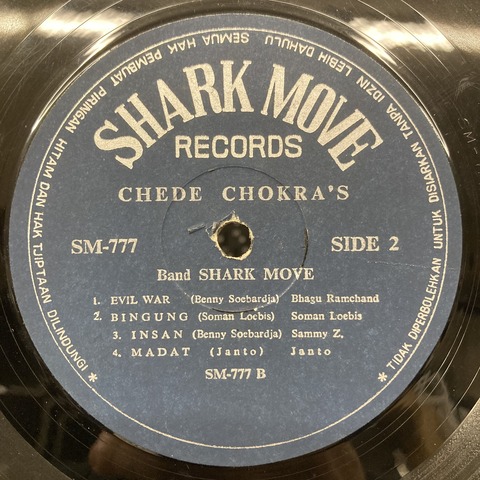 SEMUA HAK PEMBUAT PIRINGAN HITAM DAN HAK TJIPTAAN DILINDUNGI *
* TIDAK DIPERBOLEHKAN UNTUK DISIARKAN TANPA IDZIN LEBIH DAHULU
SHARK MOVE
RECORDS
CHEDE CHOKRA'S
SM-777 SIDE 2
Band SHARK MOVE
1. EVIL WAR (Benny Soebardja) Bhagu Ramchand
2. BINGUNG (Soman Loebis) Soman Loebis
3. INSAN (Benny Soebardja) Sammy Z.
4. MADAT (Janto) Janto
SM-777 B